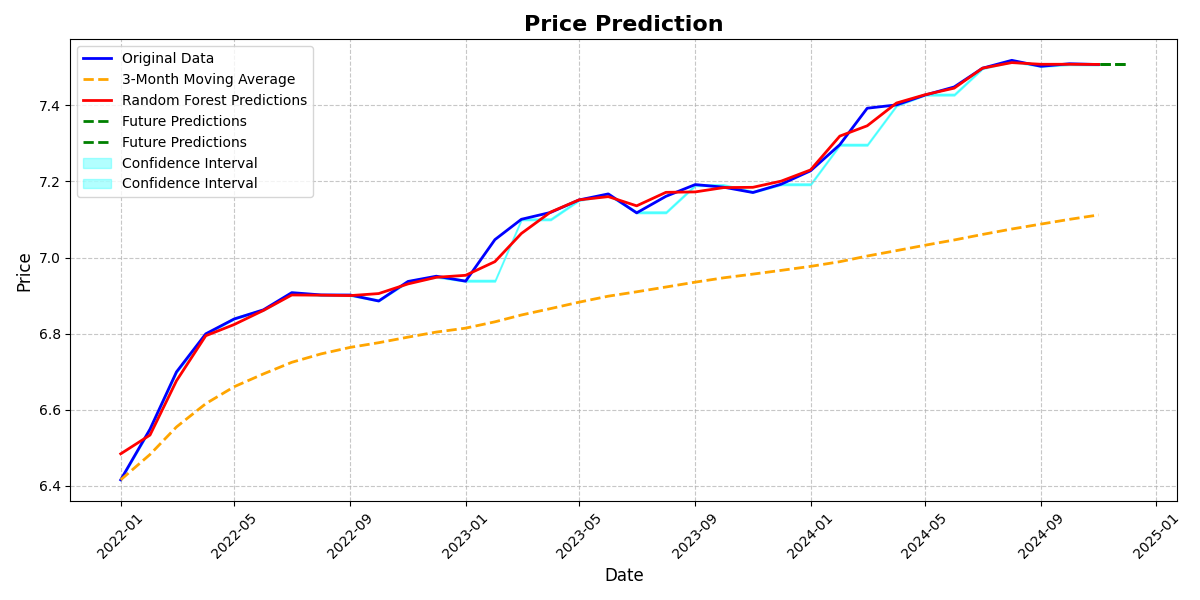 Price Prediction
Original Data
3-Month Moving Average
Random Forest Predictions
Future Predictions
Future Predictions
Confidence Interval
Confidence Interval
Price
7.4
7.2
7.0
6.8
6.6
6.4
2022-01
2022-05
2022-09
2023-01
2023-05
2023-09
2024-01
2024-05
2024-09
2025-01
Date